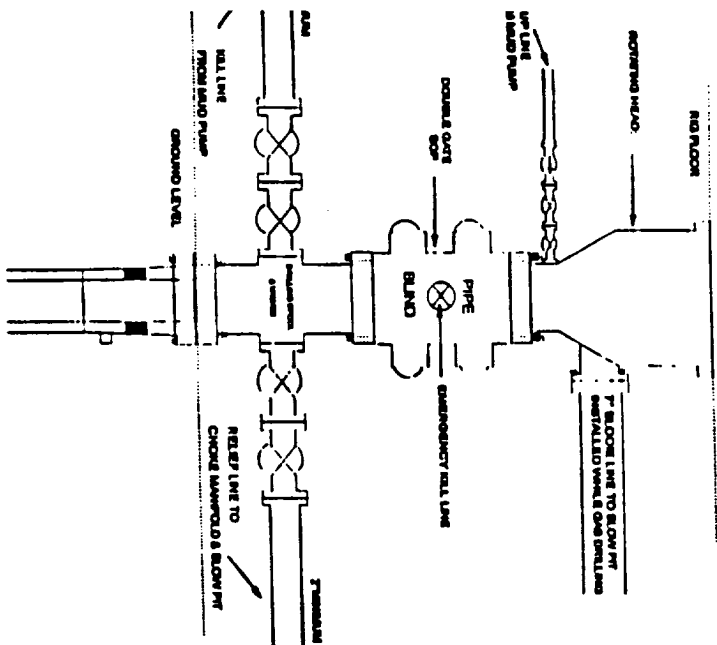 RIG FLOOR
ROTATING HEAD
UP LINE
MUD PUMP
7" BLOOIE LINE TO BLOW PIT
INSTALLED WHILE GAS DRILLING
DOUBLE GATE
BOP
PIPE
BLIND
EMERGENCY KILL LINE
KILL LINE
FROM MUD PUMP
DRILLING SPOOL
GROUND LEVEL
RELIEF LINE TO
CHOKE MANIFOLD & BLOW PIT